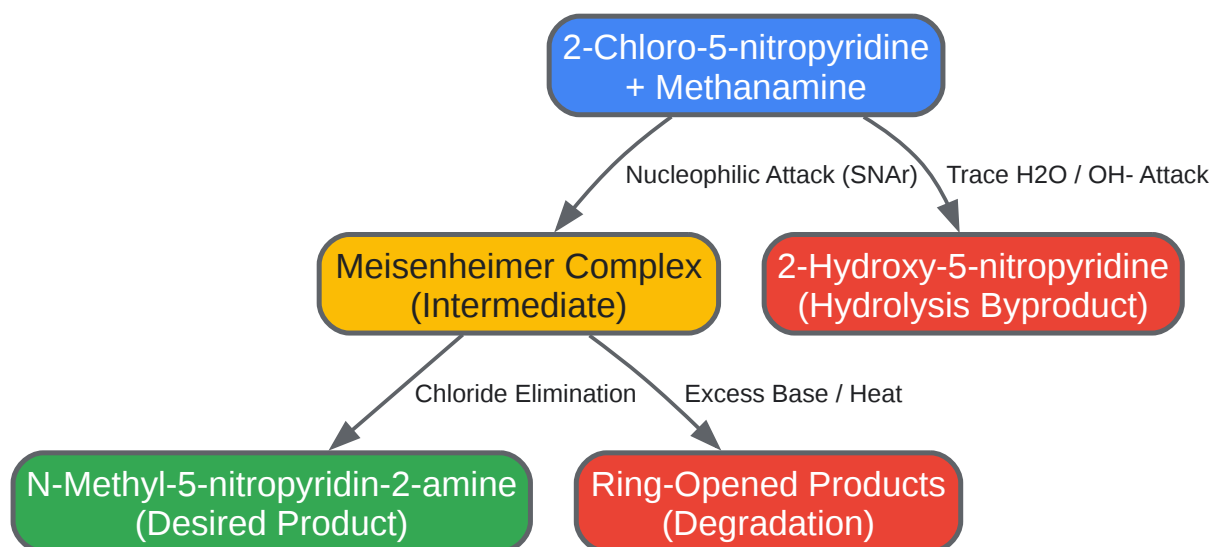 2-Chloro-5-nitropyridine
+ Methanamine
Nucleophilic Attack (SNAr)
Trace H2O / OH- Attack
Meisenheimer Complex
(Intermediate)
2-Hydroxy-5-nitropyridine
(Hydrolysis Byproduct)
Chloride Elimination
Excess Base / Heat
N-Methyl-5-nitropyridin-2-amine
(Desired Product)
Ring-Opened Products
(Degradation)